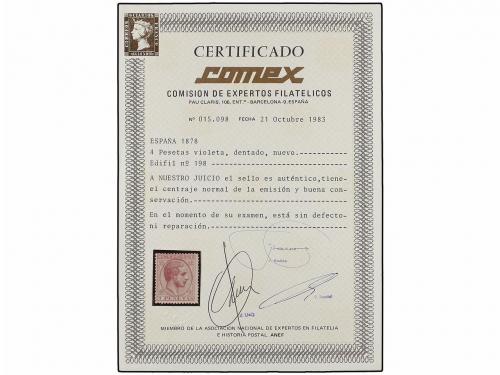 CERTIFICADO
comex
COMISION DE EXPERTOS FILATELICOS
PAU CLARIS, 106, ENT.º - BARCELONA-9. ESPAÑA
Nº 015.098 FECHA 21 Octubre 1983
ESPAÑA 1878
4 Pesetas violeta, dentado, nuevo.
Edifil nº 198
A NUESTRO JUICIO el sello es auténtico,tiene
el centraje normal de la emisión y buena con-
servación.
En el momento de su examen, está sin defecto
ni reparación.
MIEMBRO DE LA ASOCIACION NACIONAL DE EXPERTOS EN FILATELIA
E HISTORIA POSTAL. ANEF